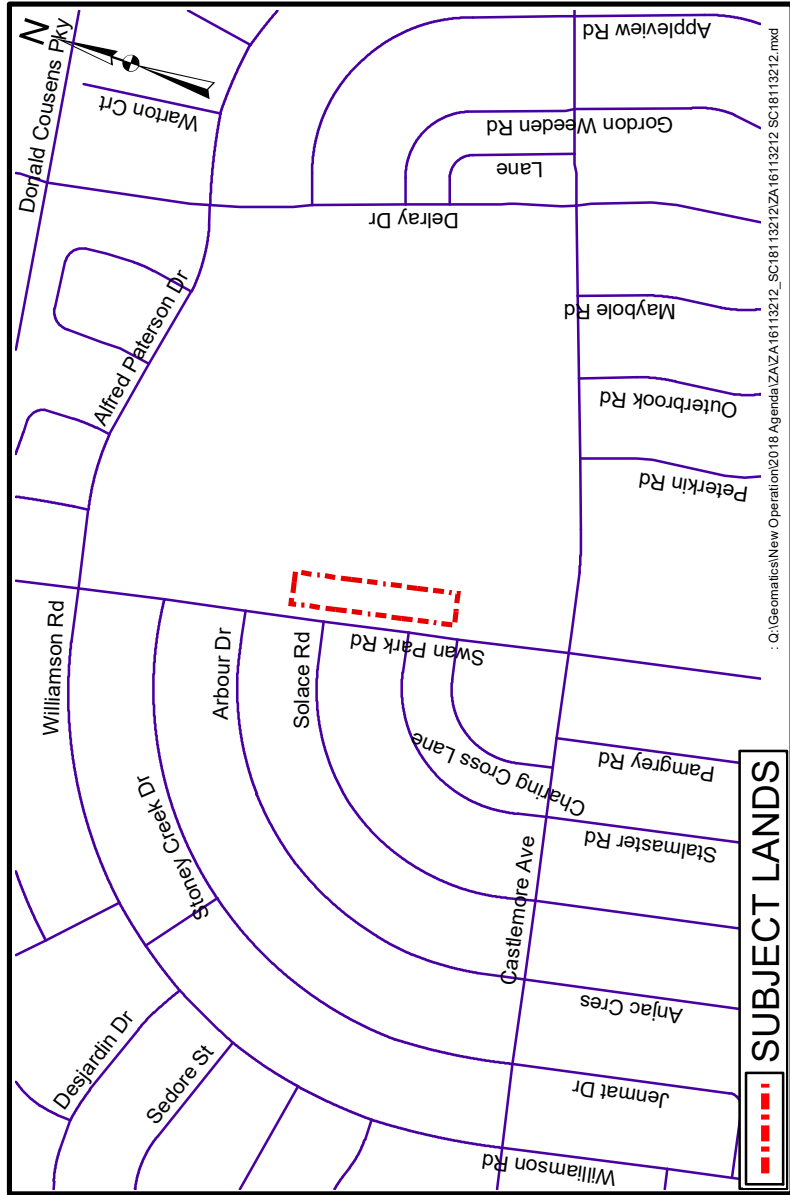 N
Donald Cousens Pky
Warton Crt
Appleview Rd
Gordon Weeden Rd
Lane
Delray Dr
Alfred Paterson Dr
Maybole Rd
Outerbrook Rd
Peterkin Rd
Williamson Rd
Arbour Dr
Solace Rd
Swan Park Rd
Stoney Creek Dr
Charing Cross Lane
Pamgrey Rd
Stalmaster Rd
Castlemore Ave
Anjac Cres
Desjardin Dr
Sedore St
Jenmat Dr
Williamson Rd
SUBJECT LANDS
: Q:\Geomatics\New Operation\2018 Agenda\ZA\ZA16113212_SC18113212\ZA16113212 SC18113212.mxd